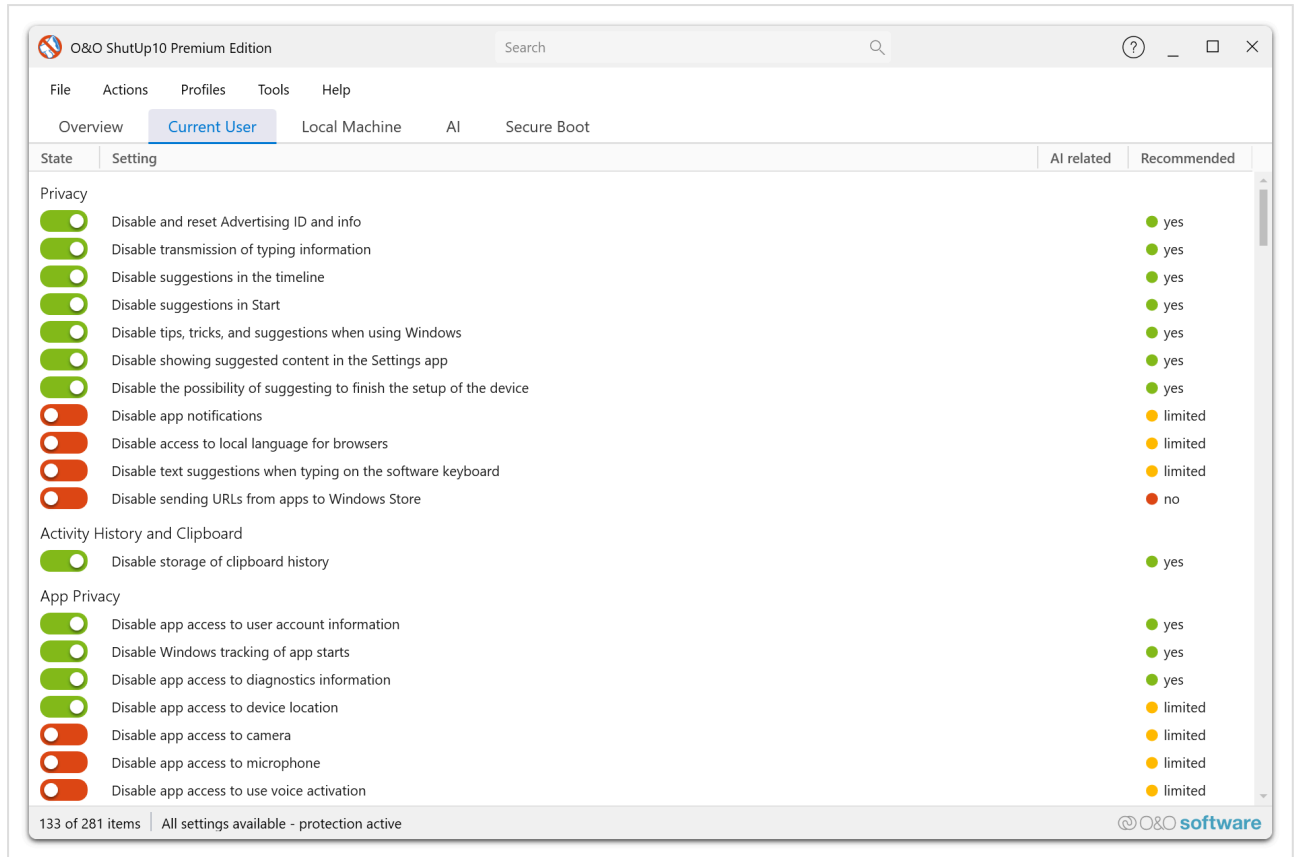 O&O ShutUp10 Premium Edition
Search
?
File Actions Profiles Tools Help
Overview Current User Local Machine AI Secure Boot
State Setting AI related Recommended
Privacy
Disable and reset Advertising ID and info yes
Disable transmission of typing information yes
Disable suggestions in the timeline yes
Disable suggestions in Start yes
Disable tips, tricks, and suggestions when using Windows yes
Disable showing suggested content in the Settings app yes
Disable the possibility of suggesting to finish the setup of the device yes
Disable app notifications limited
Disable access to local language for browsers limited
Disable text suggestions when typing on the software keyboard limited
Disable sending URLs from apps to Windows Store no
Activity History and Clipboard
Disable storage of clipboard history yes
App Privacy
Disable app access to user account information yes
Disable Windows tracking of app starts yes
Disable app access to diagnostics information yes
Disable app access to device location limited
Disable app access to camera limited
Disable app access to microphone limited
Disable app access to use voice activation limited
133 of 281 items All settings available - protection active O&O software